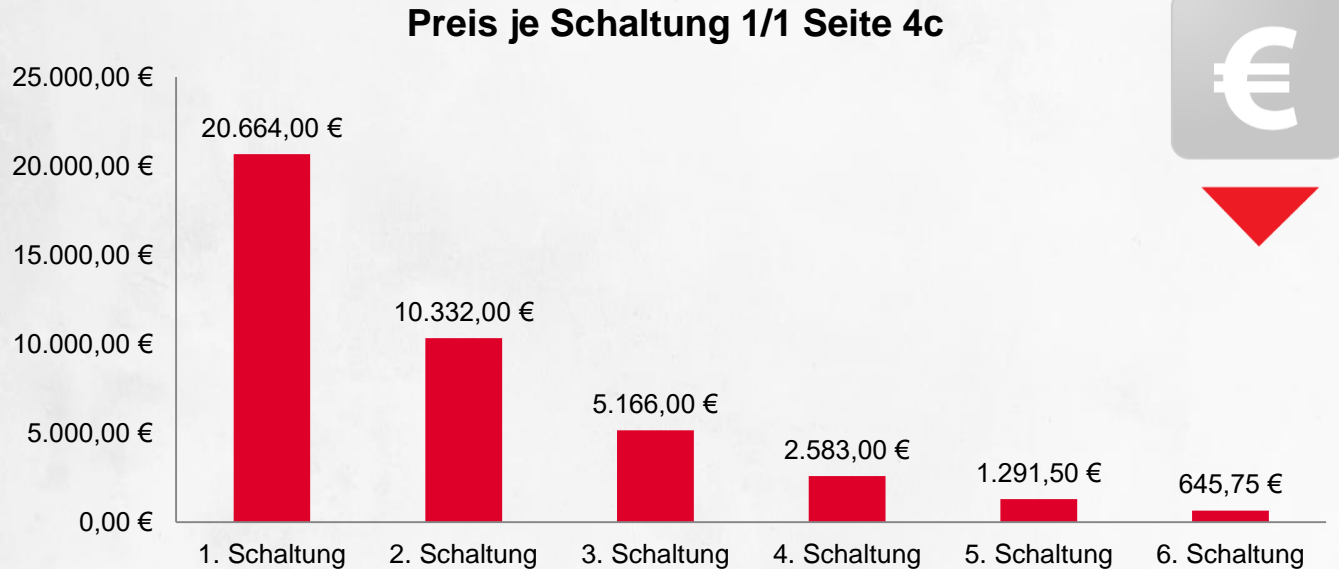 Preis je Schaltung 1/1 Seite 4c
€
25.000,00 €
20.000,00 €
15.000,00 €
10.000,00 €
5.000,00 €
0,00 €
20.664,00 €
10.332,00 €
5.166,00 €
2.583,00 €
1.291,50 €
645,75 €
1. Schaltung
2. Schaltung
3. Schaltung
4. Schaltung
5. Schaltung
6. Schaltung